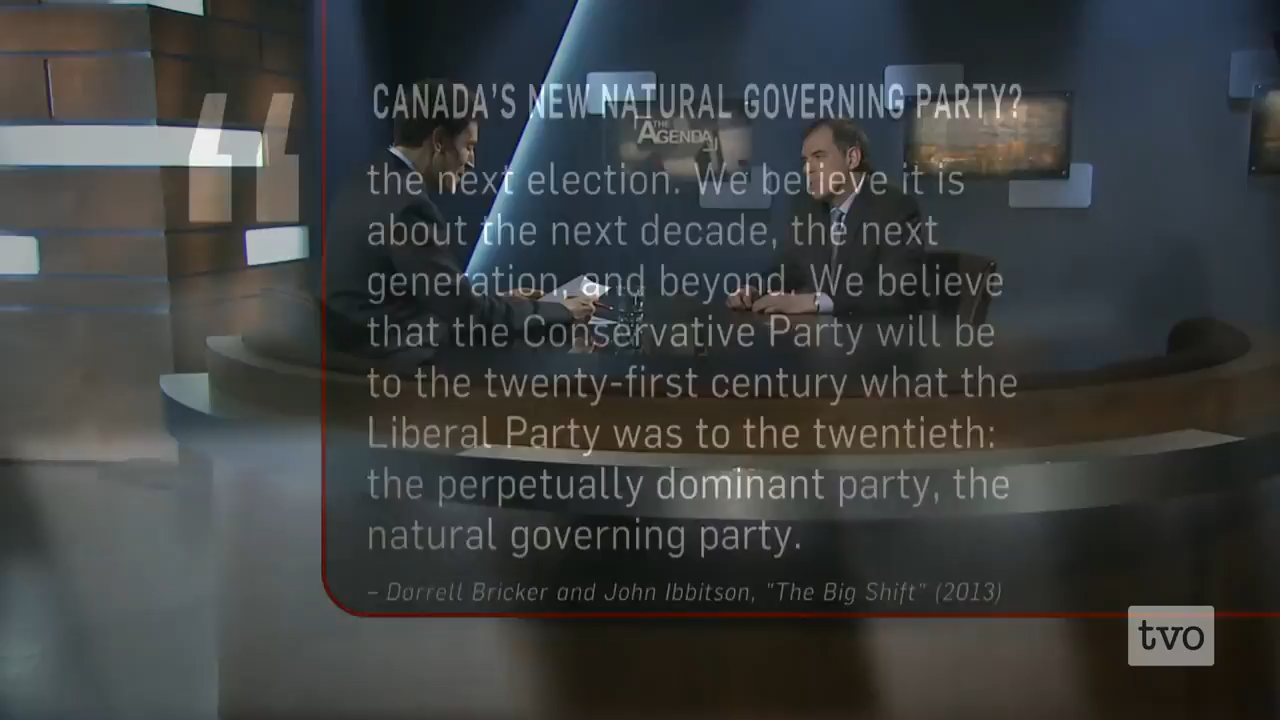 CANADA'S NEW NATURAL GOVERNING PARTY?
THE
AGENDA
the next election. We believe it is
about the next decade, the next
generation, and beyond. We believe
that the Conservative Party will be
to the twenty-first century what the
Liberal Party was to the twentieth:
the perpetually dominant party, the
natural governing party.
– Darrell Bricker and John Ibbitson, "The Big Shift" (2013)
tvo